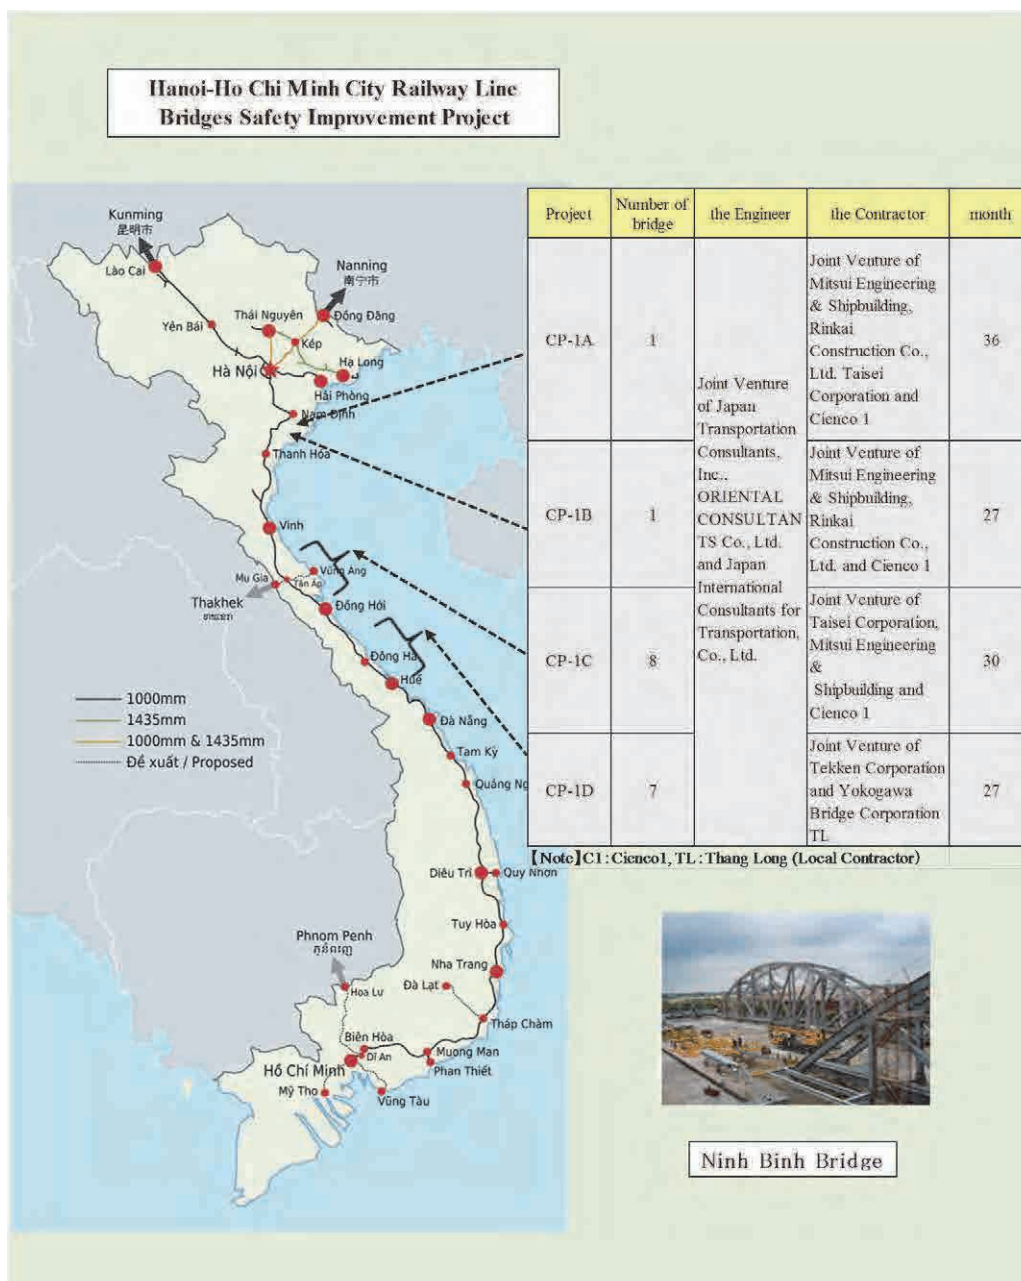 Hanoi-Ho Chi Minh City Railway Line
Bridges Safety Improvement Project
Project
Number of
bridge
the Engineer
the Contractor
month
CP-1A
1
Joint Venture
of Japan
Transportation
Consultants,
Inc.,
ORIENTAL
CONSULTAN
TS Co., Ltd.
and Japan
International
Consultants for
Transportation,
Co., Ltd.
Joint Venture of
Mitsui Engineering
& Shipbuilding,
Rinkai
Construction Co.,
Ltd. Taisei
Corporation and
Cienco 1
36
CP-1B
1
Joint Venture of
Mitsui Engineering
& Shipbuilding,
Rinkai
Construction Co.,
Ltd. and Cienco 1
27
CP-1C
8
Joint Venture of
Taisei Corporation,
Mitsui Engineering
&
Shipbuilding and
Cienco 1
30
CP-1D
7
Joint Venture of
Tekken Corporation
and Yokogawa
Bridge Corporation
TL
27
【Note】C1:Cienco1, TL:Thang Long (Local Contractor)
Kunming
昆明市
Lào Cai
Nanning
南宁市
Thái Nguyên
Đồng Đăng
Yên Bái
Kép
Hà Nội
Hạ Long
Hải Phòng
Nam Định
Thanh Hóa
Vinh
Vũng Ang
Mu Gia
Tân Ấp
Thakhek
Đồng Hới
Đông Hà
Huế
1000mm
1435mm
1000mm & 1435mm
Đề xuất / Proposed
Đà Nẵng
Tam Kỳ
Quảng Ng
Diêu Trì
Quy Nhơn
Tuy Hòa
Phnom Penh
ភ្នំពេញ
Nha Trang
Đà Lạt
Hoa Lư
Tháp Chàm
Biên Hòa
Dĩ An
Muong Man
Hồ Chí Minh
Phan Thiết
Mỹ Tho
Vũng Tàu
Ninh Binh Bridge